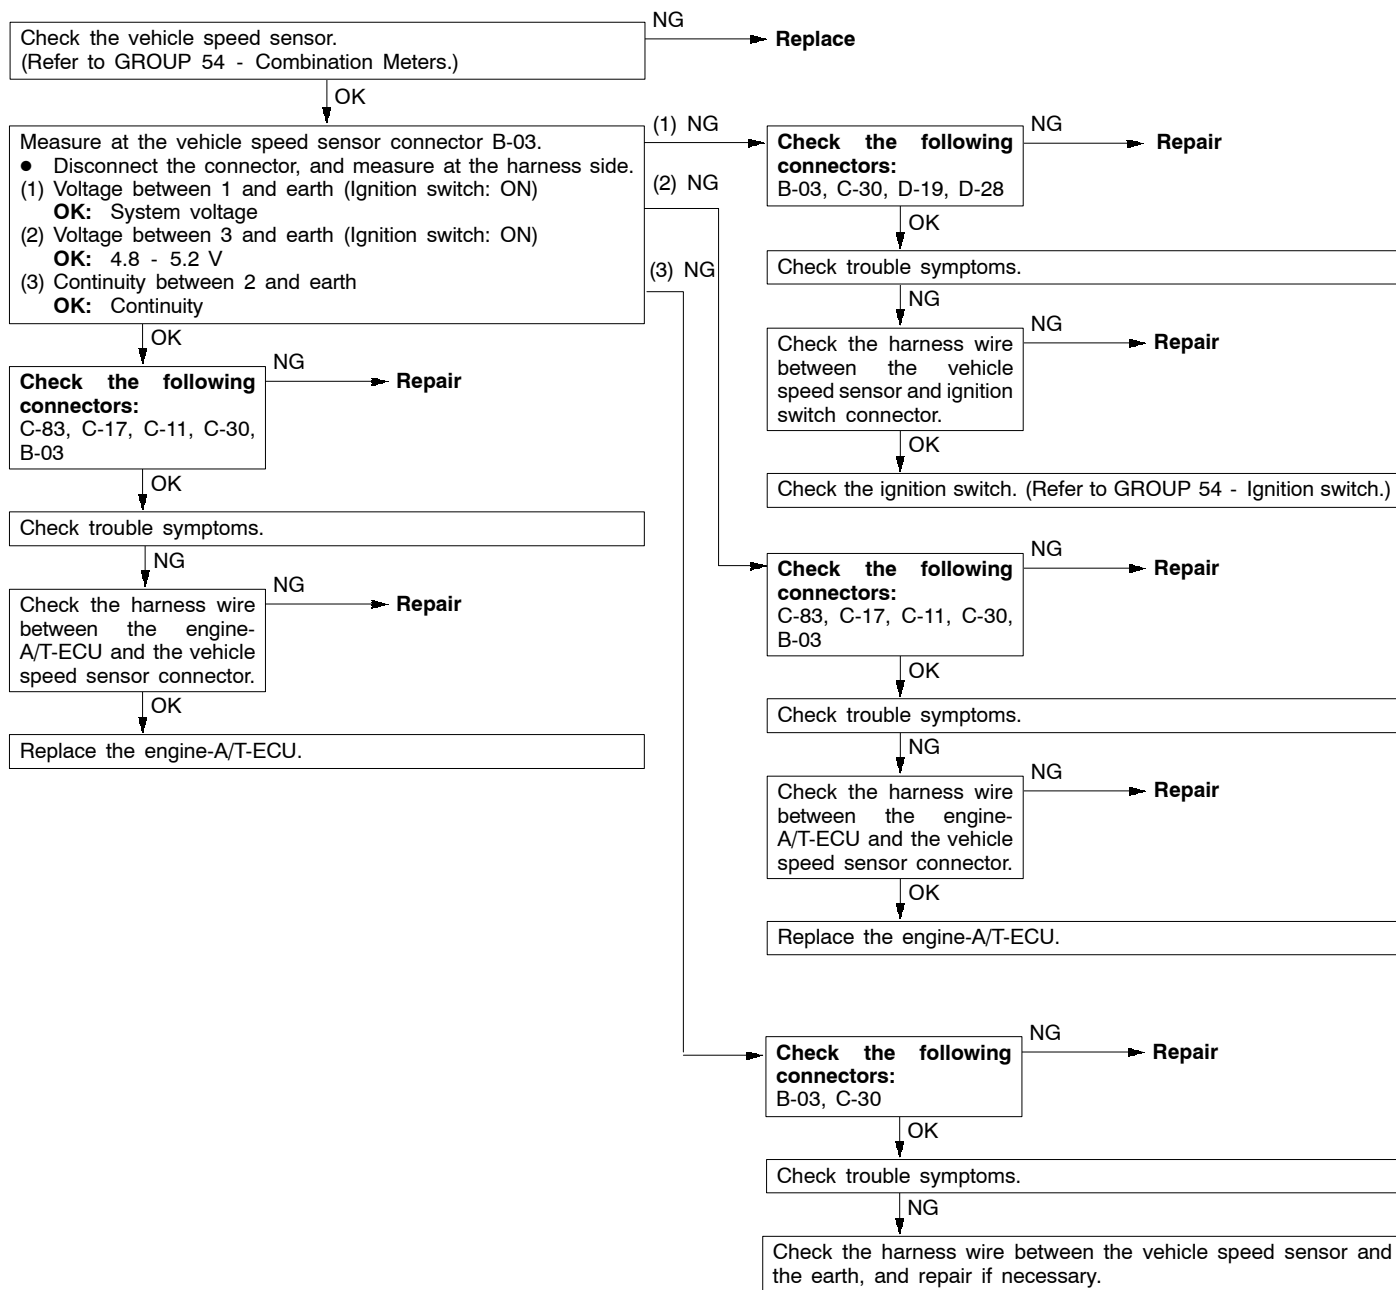 Check the vehicle speed sensor.
(Refer to GROUP 54 - Combination Meters.)
NG
Replace
OK
Measure at the vehicle speed sensor connector B-03.
● Disconnect the connector, and measure at the harness side.
(1) Voltage between 1 and earth (Ignition switch: ON)
OK: System voltage
(2) Voltage between 3 and earth (Ignition switch: ON)
OK: 4.8 - 5.2 V
(3) Continuity between 2 and earth
OK: Continuity
(1) NG
(2) NG
(3) NG
OK
Check the following
connectors:
C-83, C-17, C-11, C-30,
B-03
NG
Repair
OK
Check trouble symptoms.
NG
Check the harness wire
between the engine-
A/T-ECU and the vehicle
speed sensor connector.
NG
Repair
OK
Replace the engine-A/T-ECU.
Check the following
connectors:
B-03, C-30, D-19, D-28
NG
Repair
OK
Check trouble symptoms.
NG
Check the harness wire
between the vehicle
speed sensor and ignition
switch connector.
NG
Repair
OK
Check the ignition switch. (Refer to GROUP 54 - Ignition switch.)
Check the following
connectors:
C-83, C-17, C-11, C-30,
B-03
NG
Repair
OK
Check trouble symptoms.
NG
Check the harness wire
between the engine-
A/T-ECU and the vehicle
speed sensor connector.
NG
Repair
OK
Replace the engine-A/T-ECU.
Check the following
connectors:
B-03, C-30
NG
Repair
OK
Check trouble symptoms.
NG
Check the harness wire between the vehicle speed sensor and
the earth, and repair if necessary.